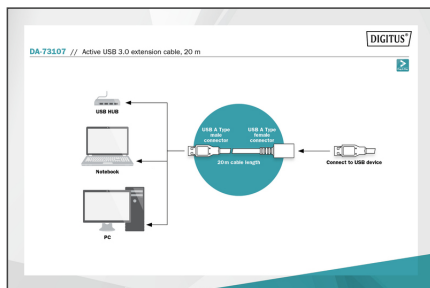 DIGITUS®
DA-73107 // Active USB 3.0 extension cable, 20 m
USB HUB
USB A Type
male
connector
USB A Type
female
connector
20m cable length
Notebook
Connect to USB device
PC